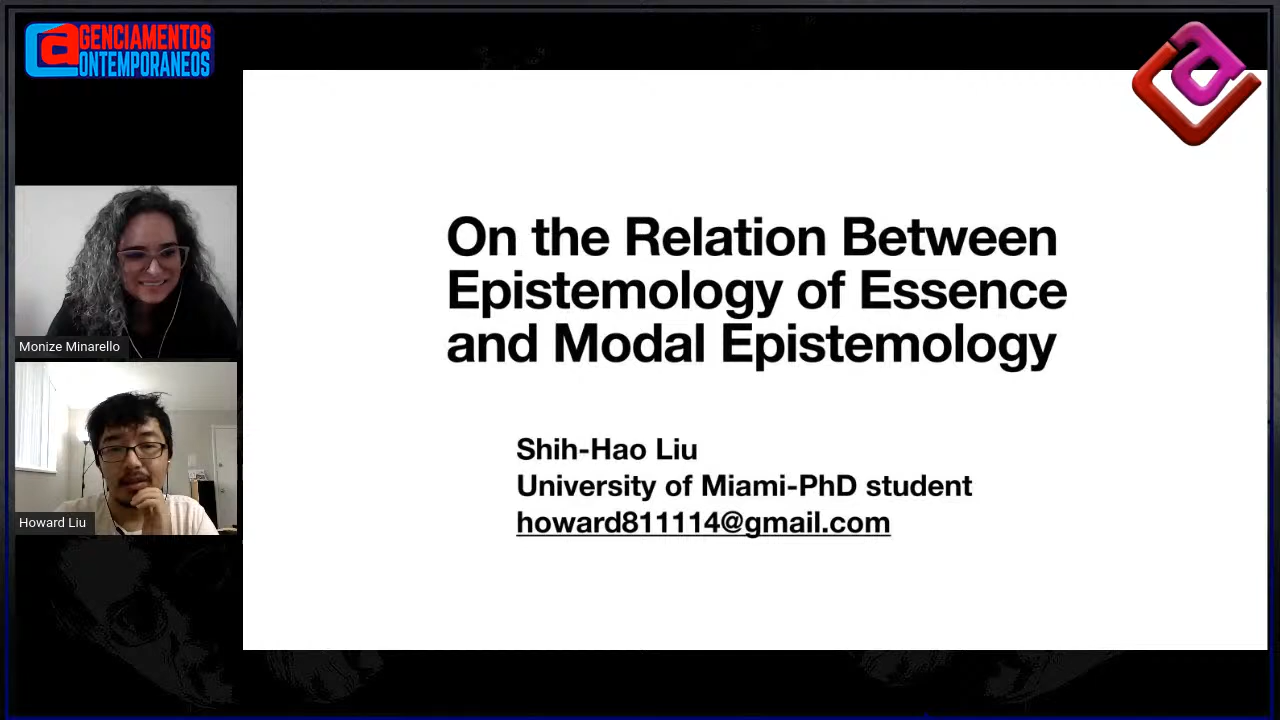 AGENCIAMENTOS
CONTEMPORANEOS
On the Relation Between
Epistemology of Essence
and Modal Epistemology
Shih-Hao Liu
University of Miami-PhD student
howard811114@gmail.com
Monize Minarello
Howard Liu